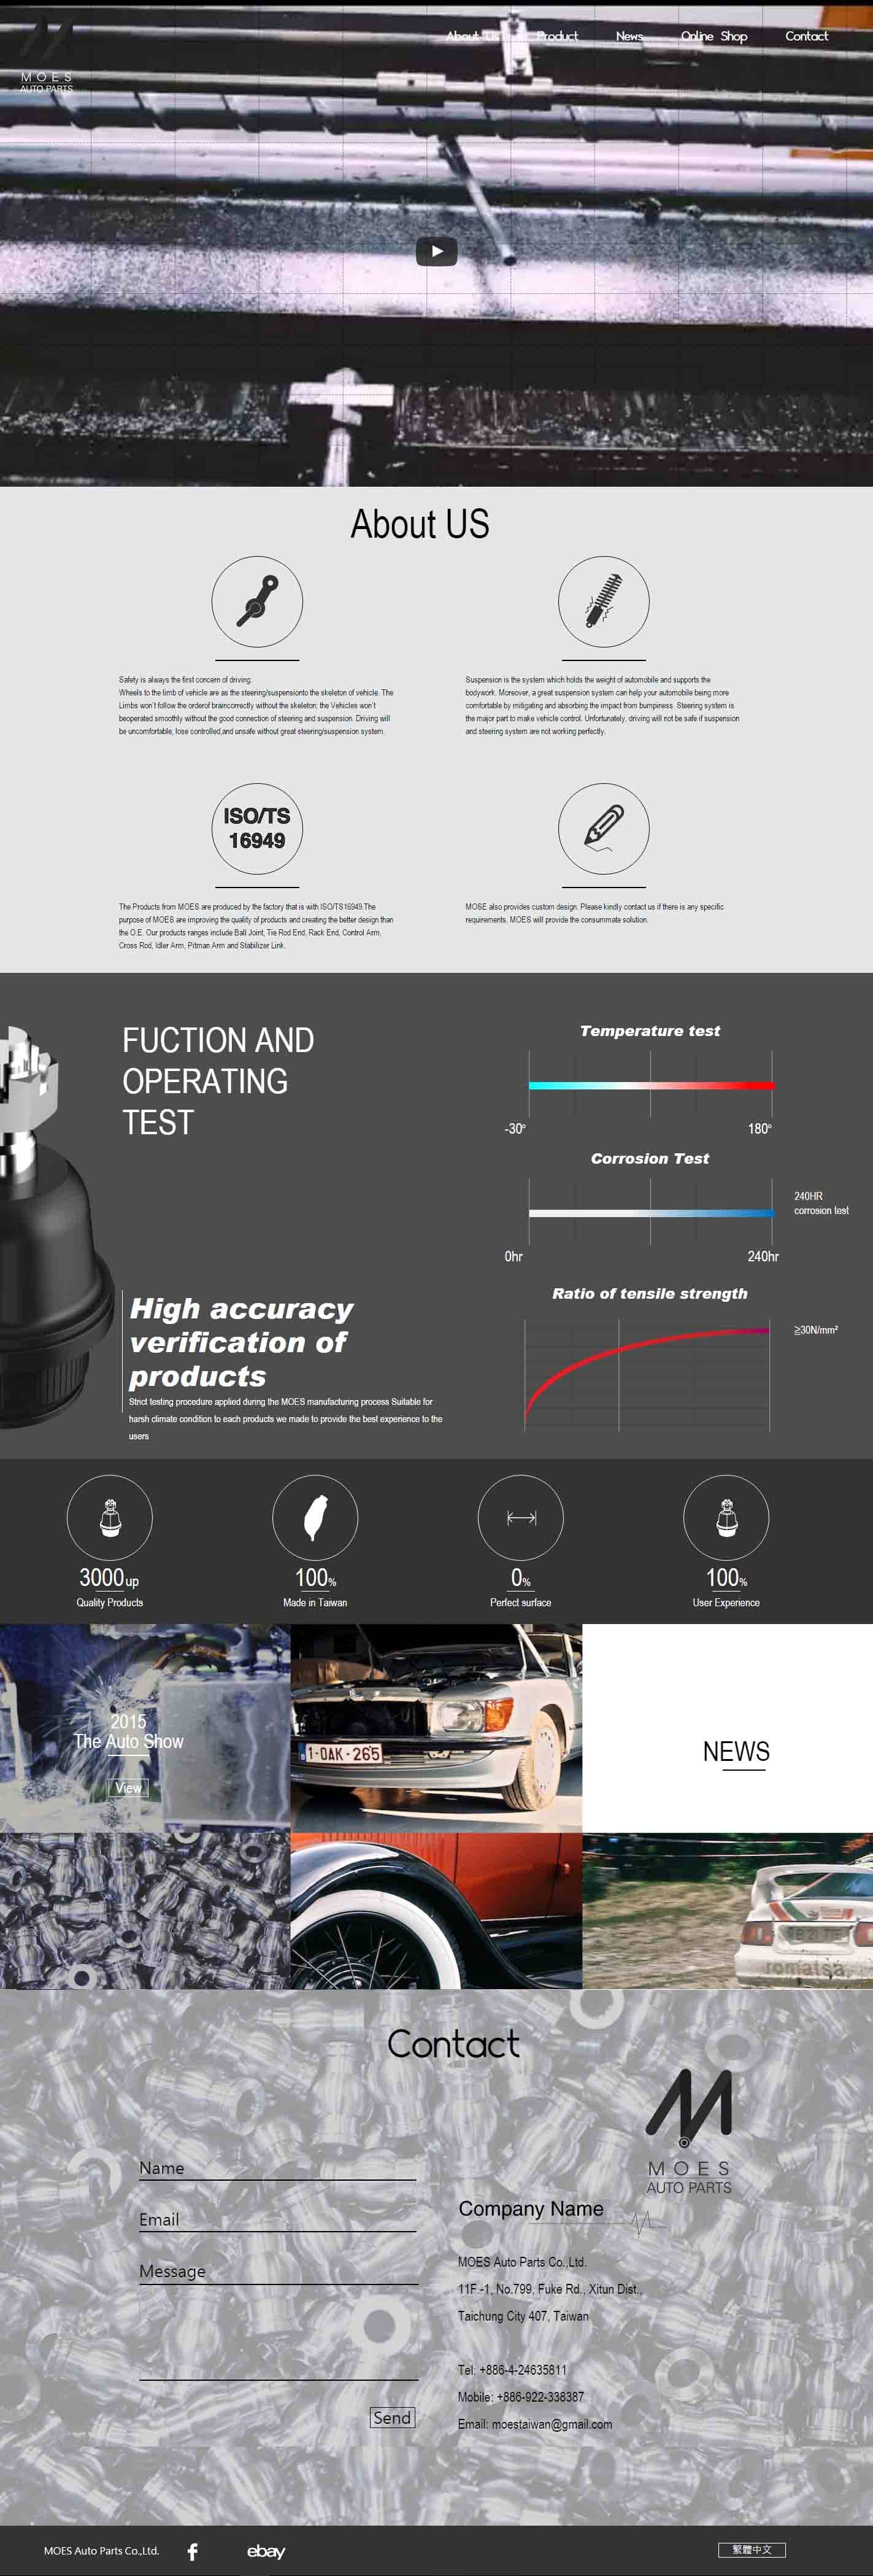 About Us
Product
News
Online Shop
Contact
MOES
AUTO PARTS
About US
Safety is always the first concern of driving.
Wheels to the limb of vehicle are as the steering/suspensionto the skeleton of vehicle. The
Limbs won't follow the orderof braincorrectly without the skeleton; the Vehicles won't
beoperated smoothly without the good connection of steering and suspension. Driving will
be uncomfortable, lose controlled,and unsafe without great steering/suspension system.
Suspension is the system which holds the weight of automobile and supports the
bodywork. Moreover, a great suspension system can help your automobile being more
comfortable by mitigating and absorbing the impact from bumpiness. Steering system is
the major part to make vehicle control. Unfortunately, driving will not be safe if suspension
and steering system are not working perfectly.
ISO/TS
16949
The Products from MOES are produced by the factory that is with ISO/TS16949.The
purpose of MOES are improving the quality of products and creating the better design than
the O.E. Our products ranges include Ball Joint, Tie Rod End, Rack End, Control Arm,
Cross Rod, Idler Arm, Pitman Arm and Stabilizer Link.
MOSE also provides custom design. Please kindly contact us if there is any specific
requirements, MOES will provide the consummate solution.
FUCTION AND
OPERATING
TEST
High accuracy
verification of
products
Strict testing procedure applied during the MOES manufacturing process Suitable for
harsh climate condition to each products we made to provide the best experience to the
users
Temperature test
-30° 180°
Corrosion Test
240HR
corrosion test
0hr 240hr
Ratio of tensile strength
≧30N/mm²
3000up
Quality Products
100%
Made in Taiwan
0%
Perfect surface
100%
User Experience
2015
The Auto Show
View
1-OAK-265
NEWS
romatsa
Contact
Name
Email
Message
Send
MOES
AUTO PARTS
Company Name
MOES Auto Parts Co.,Ltd.
11F.-1, No.799, Fuke Rd., Xitun Dist.,
Taichung City 407, Taiwan
Tel: +886-4-24635811
Mobile: +886-922-338387
Email: moestaiwan@gmail.com
MOES Auto Parts Co.,Ltd.
f
ebay
繁體中文